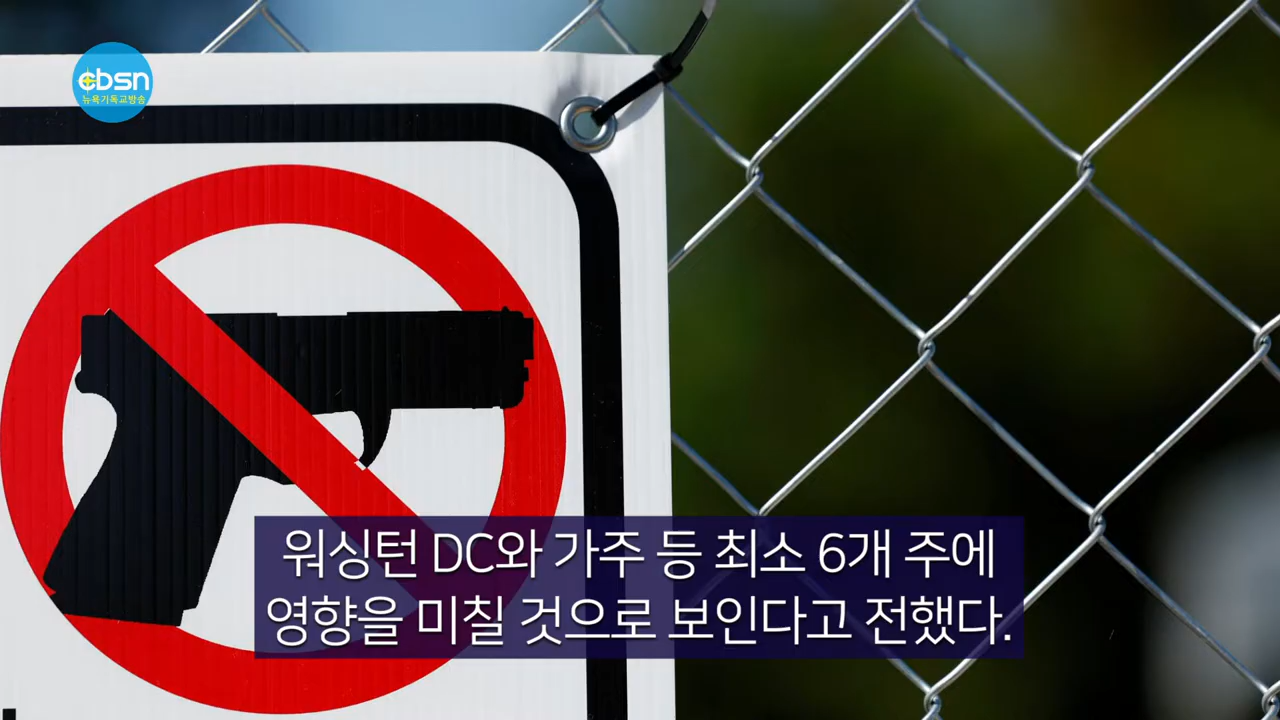 cbsn
뉴욕기독교방송
워싱턴 DC와 가주 등 최소 6개 주에
영향을 미칠 것으로 보인다고 전했다.